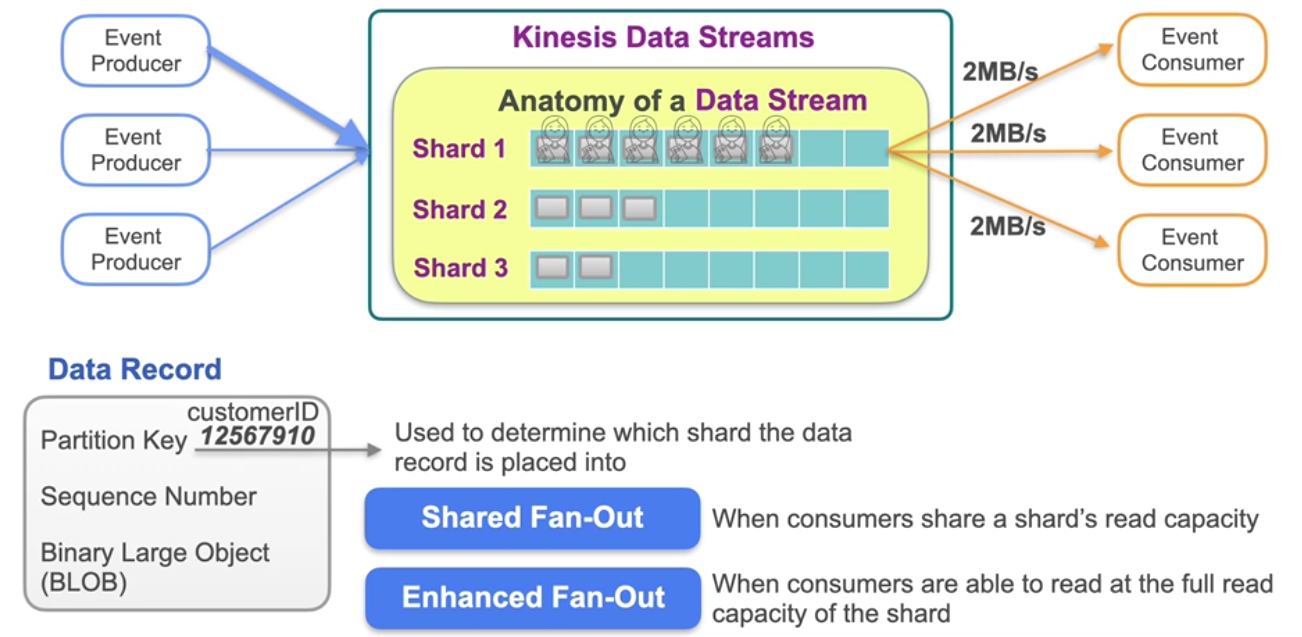 Event
Producer
Event
Producer
Event
Producer
Kinesis Data Streams
Anatomy of a Data Stream
Shard 1
Shard 2
Shard 3
2MB/s
2MB/s
2MB/s
Event
Consumer
Event
Consumer
Event
Consumer
Data Record
customerID
Partition Key 12567910
Sequence Number
Binary Large Object
(BLOB)
Used to determine which shard the data
record is placed into
Shared Fan-Out
When consumers share a shard's read capacity
Enhanced Fan-Out
When consumers are able to read at the full read
capacity of the shard